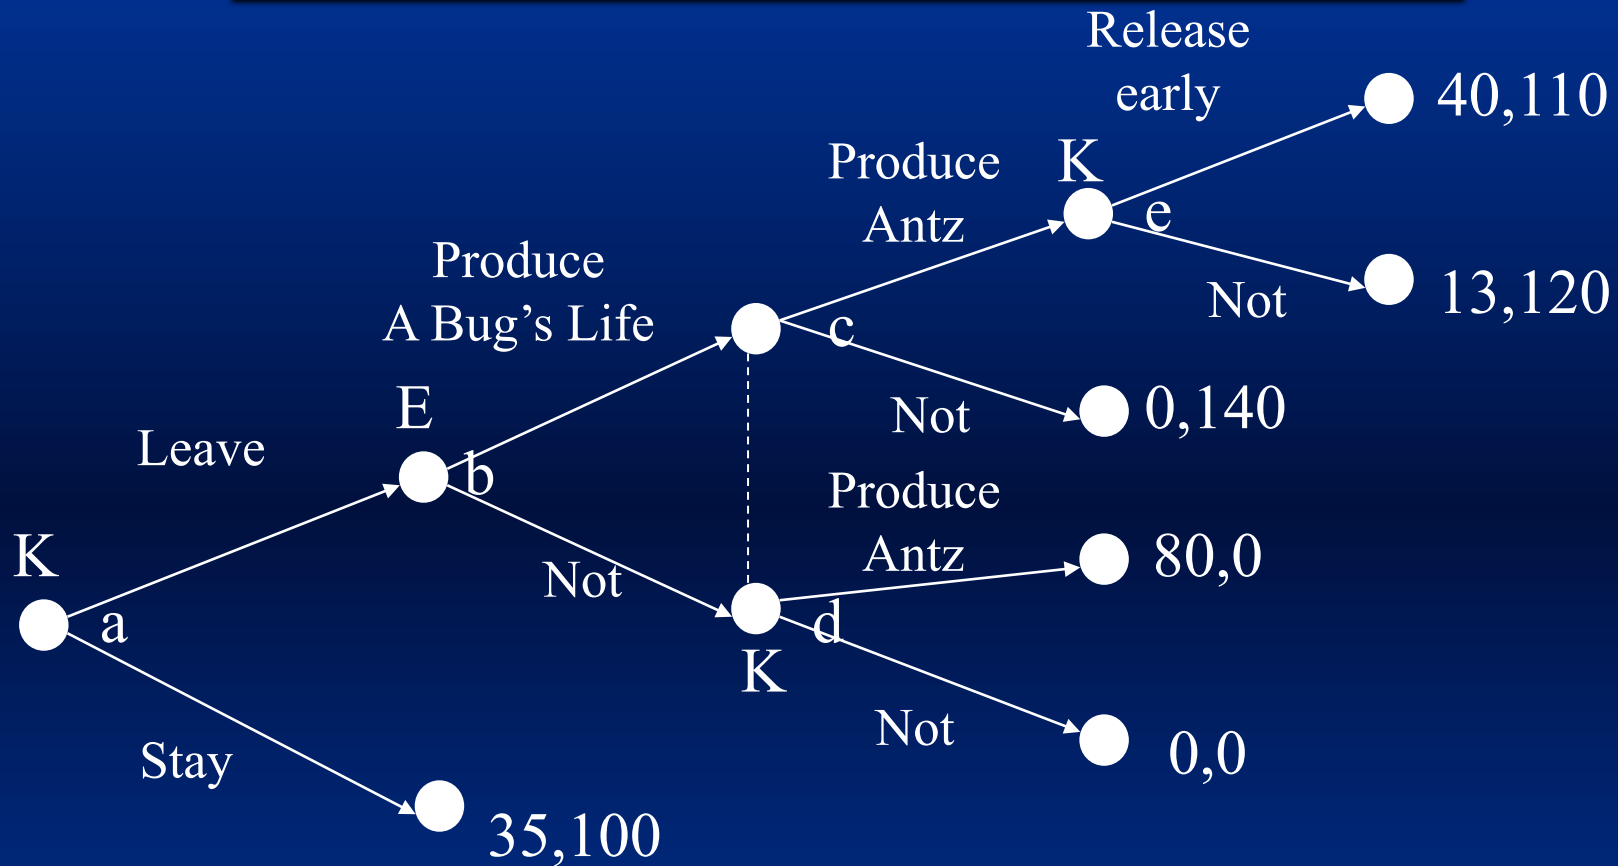 Release
early
40,110
Produce
Antz
K
e
Not
13,120
Produce
A Bug's Life
c
Not
0,140
E
Leave
b
Produce
Antz
80,0
Not
K
a
d
K
Not
0,0
Stay
35,100